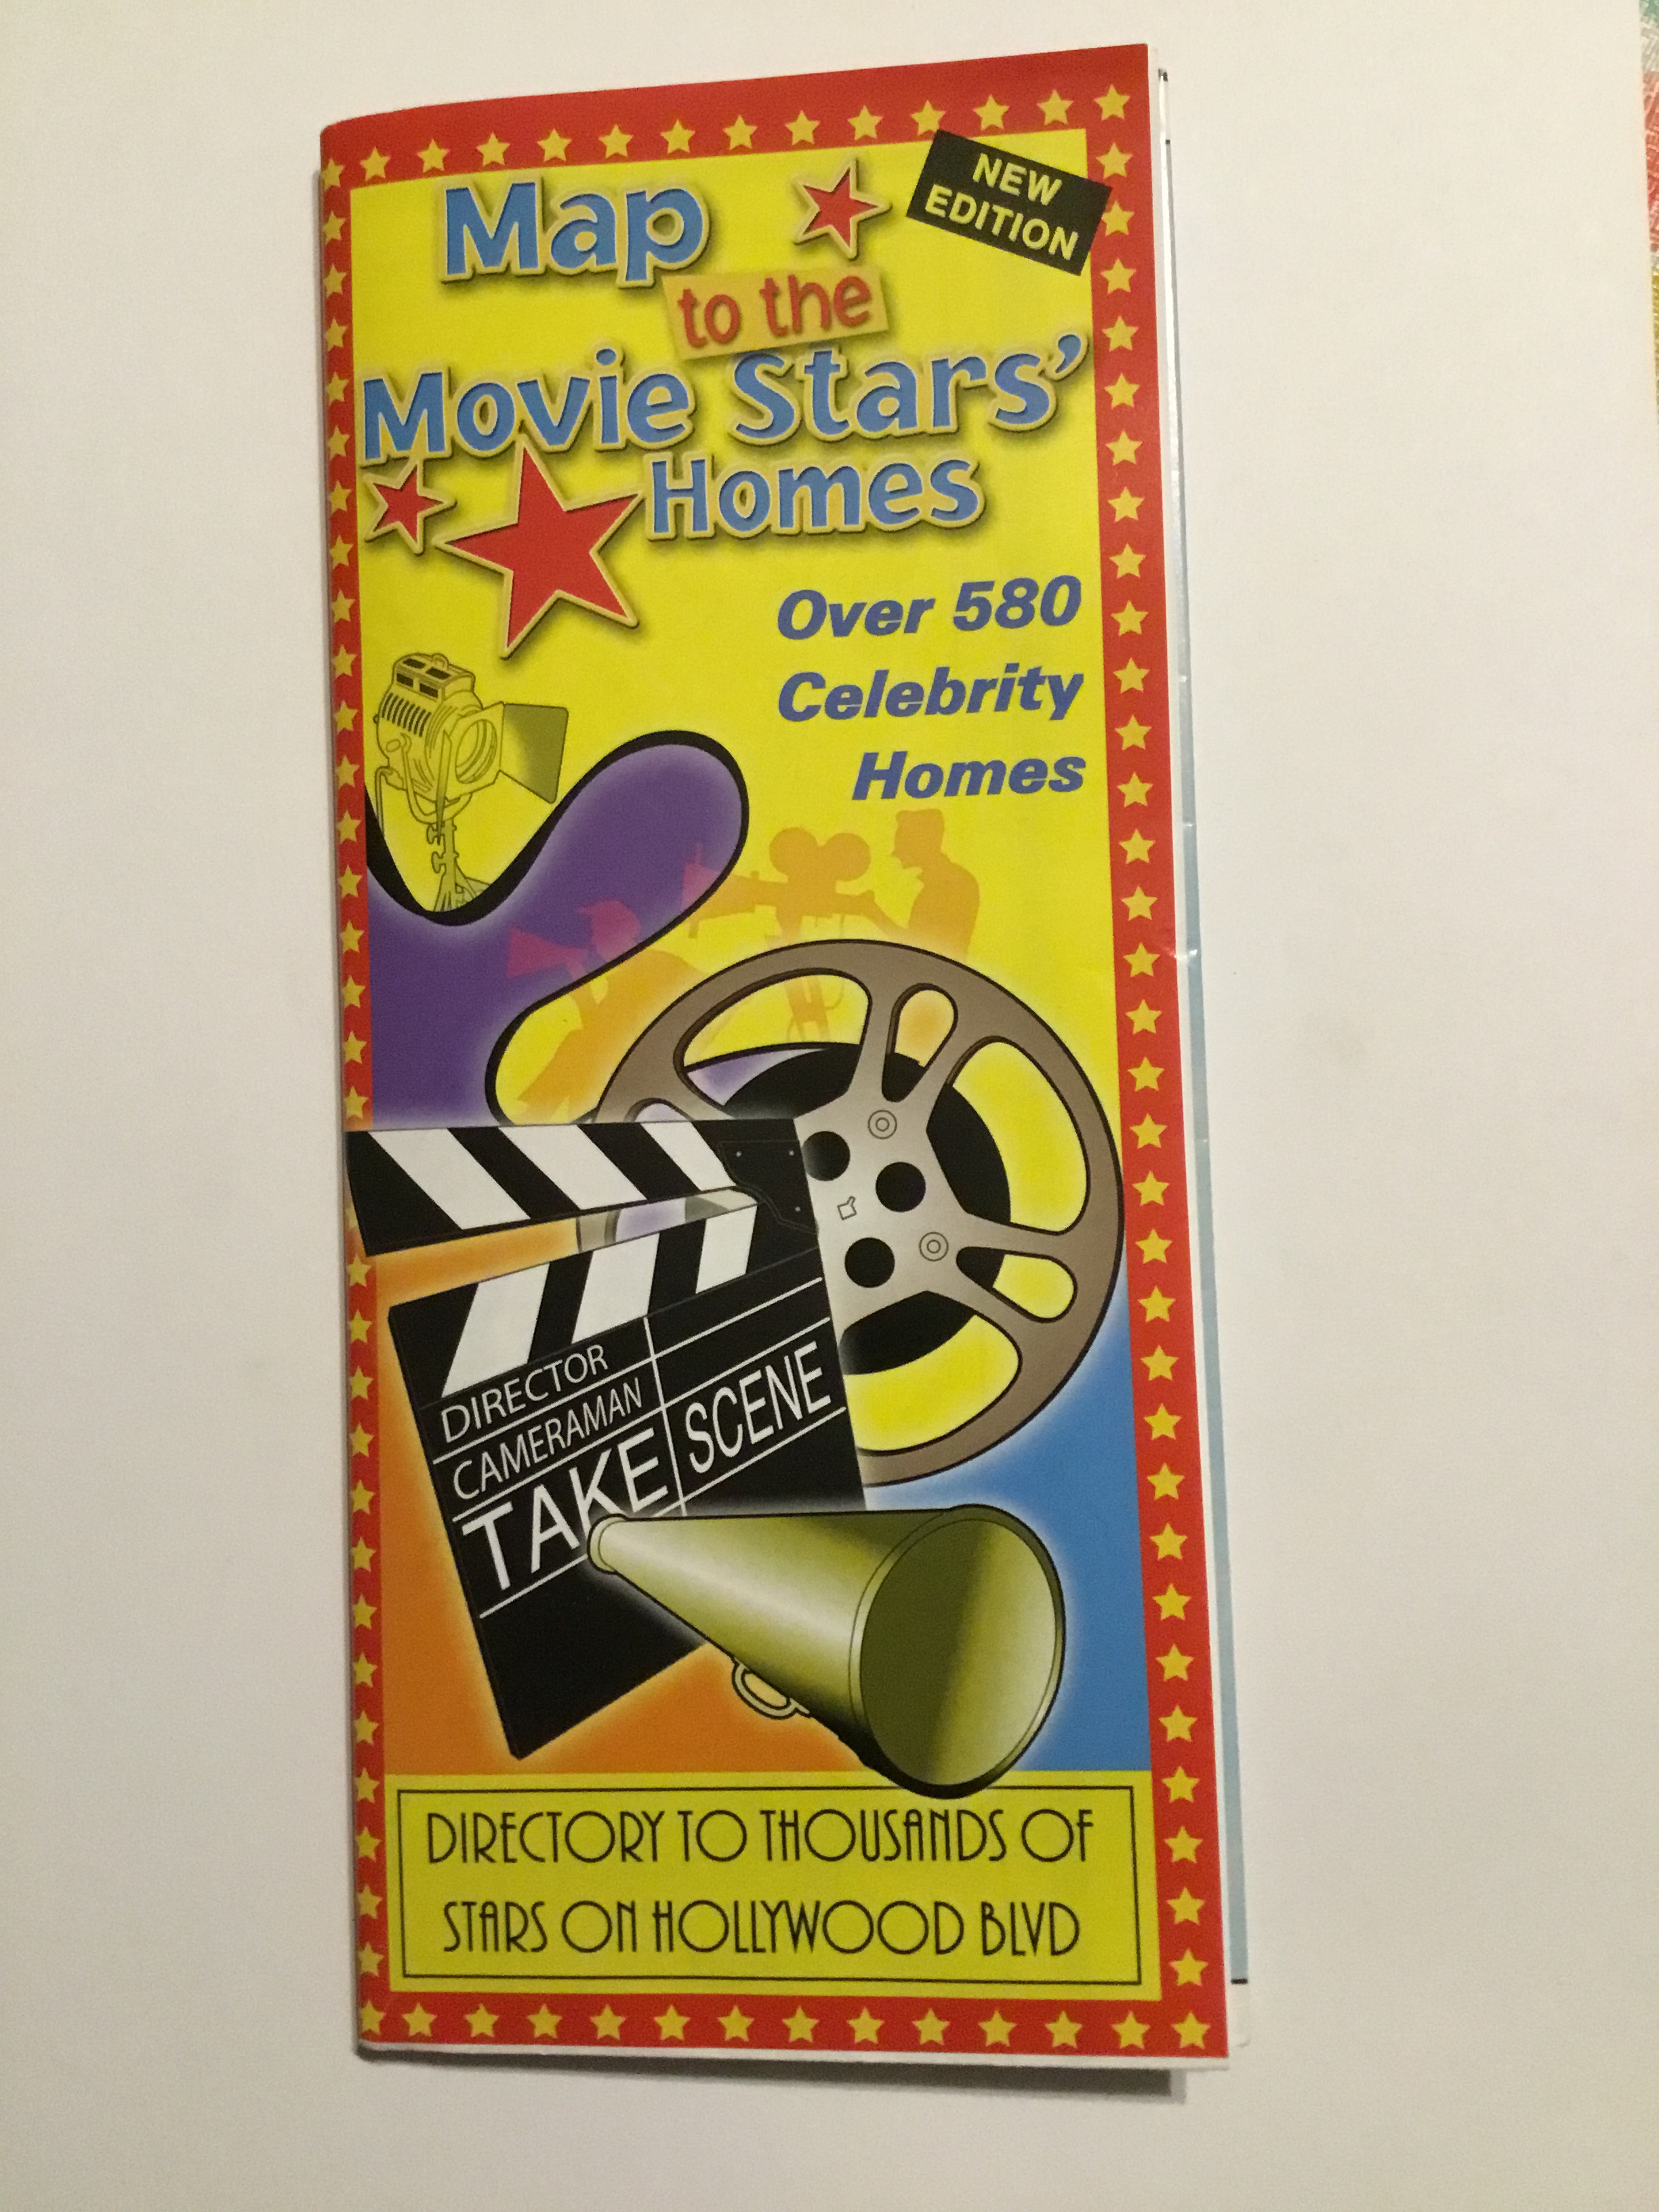 NEW
EDITION
Map
to the
Movie Stars’
Homes
Over 580
Celebrity
Homes
DIRECTOR
CAMERAMAN
TAKE SCENE
DIRECTORY TO THOUSANDS OF
STARS ON HOLLYWOOD BLVD